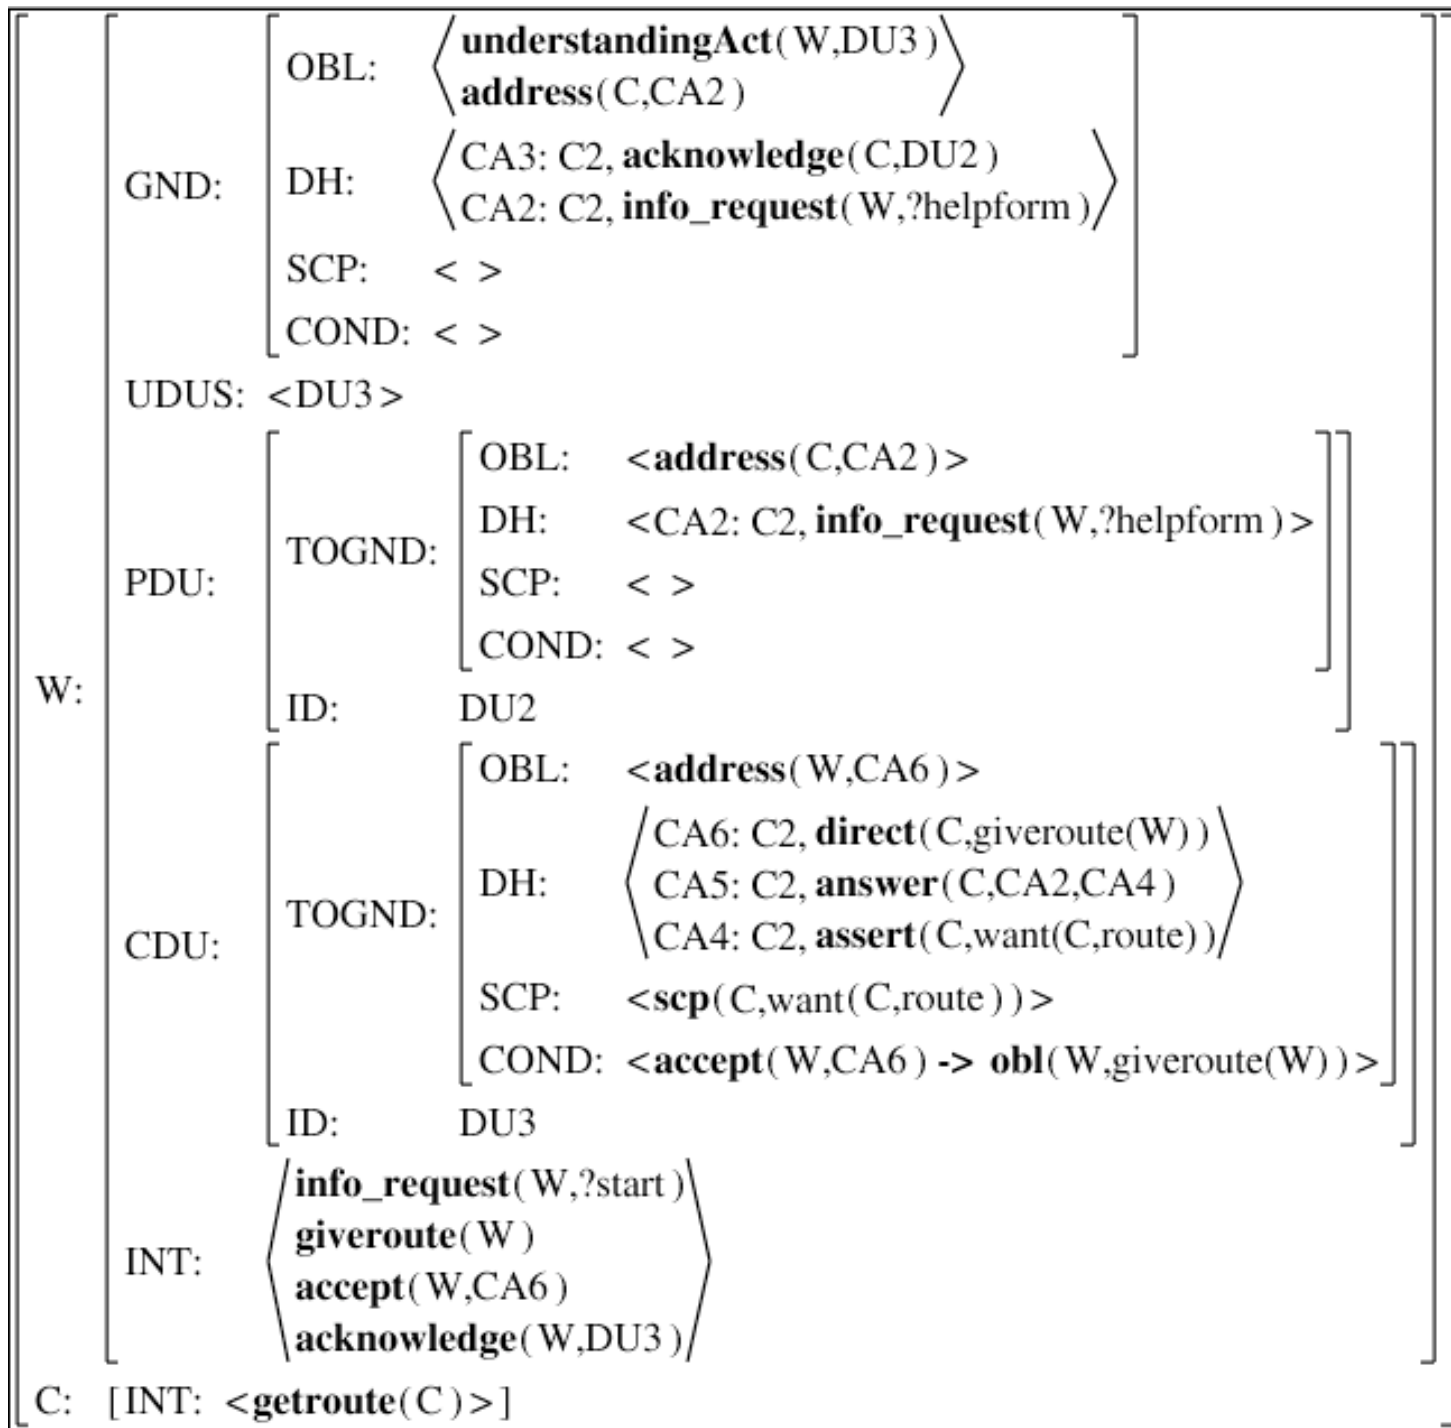 OBL: understandingAct(W,DU3)
address(C,CA2)
GND: DH: CA3: C2, acknowledge(C,DU2)
CA2: C2, info_request(W,?helpform)
SCP: < >
COND: < >
UDUS: <DU3>
OBL: <address(C,CA2)>
DH: <CA2: C2, info_request(W,?helpform)>
TOGND:
PDU: SCP: < >
COND: < >
W: ID: DU2
OBL: <address(W,CA6)>
CA6: C2, direct(C,giveroute(W))
DH: CA5: C2, answer(C,CA2,CA4)
TOGND:
CDU: CA4: C2, assert(C,want(C,route))
SCP: <scp(C,want(C,route))>
COND: <accept(W,CA6) -> obl(W,giveroute(W))>
ID: DU3
info_request(W,?start)
giveroute(W)
INT:
accept(W,CA6)
acknowledge(W,DU3)
C: [INT: <getroute(C)>]